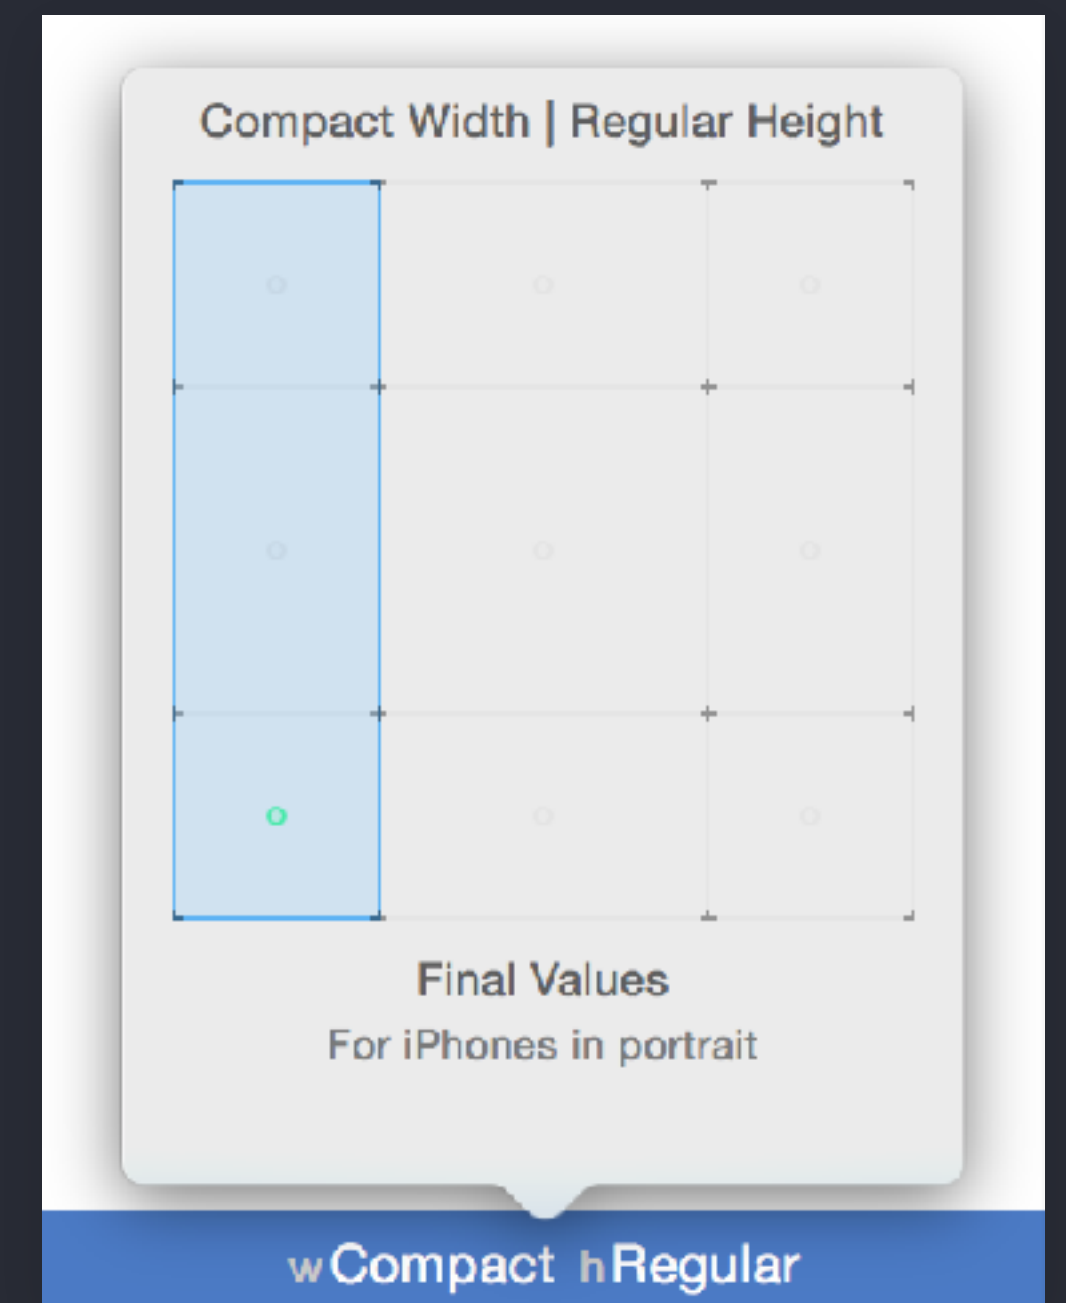 Compact Width | Regular Height
Final Values
For iPhones in portrait
wCompact hRegular